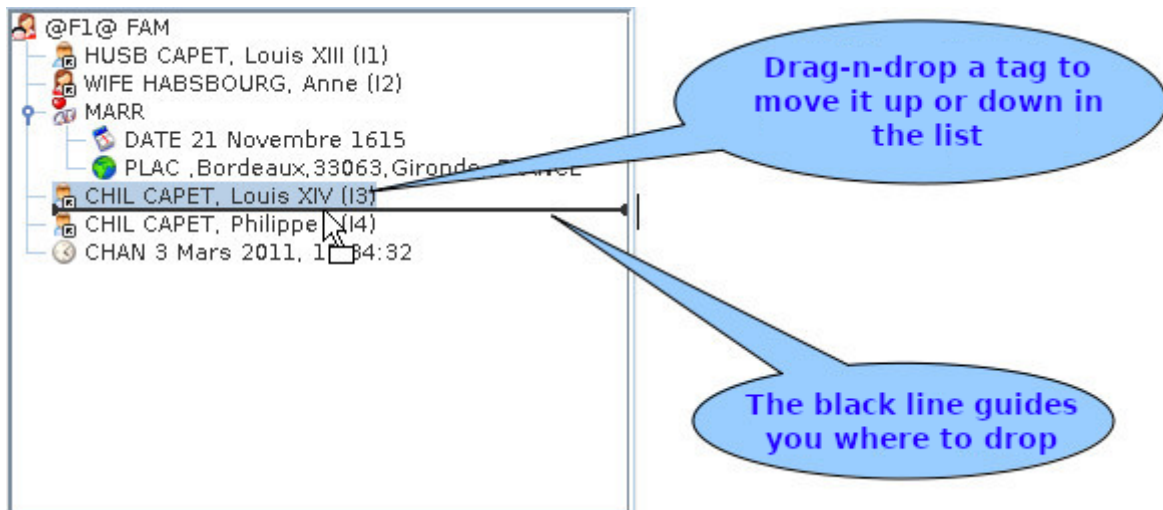 @F1@ FAM
HUSB CAPET, Louis XIII (I1)
WIFE HABSBOURG, Anne (I2)
MARR
DATE 21 Novembre 1615
PLAC ,Bordeaux,33063,Gironde,
CHIL CAPET, Louis XIV (I3)
CHIL CAPET, Philippe (I4)
CHAN 3 Mars 2011,
Drag-n-drop a tag to
move it up or down in
the list
The black line guides
you where to drop